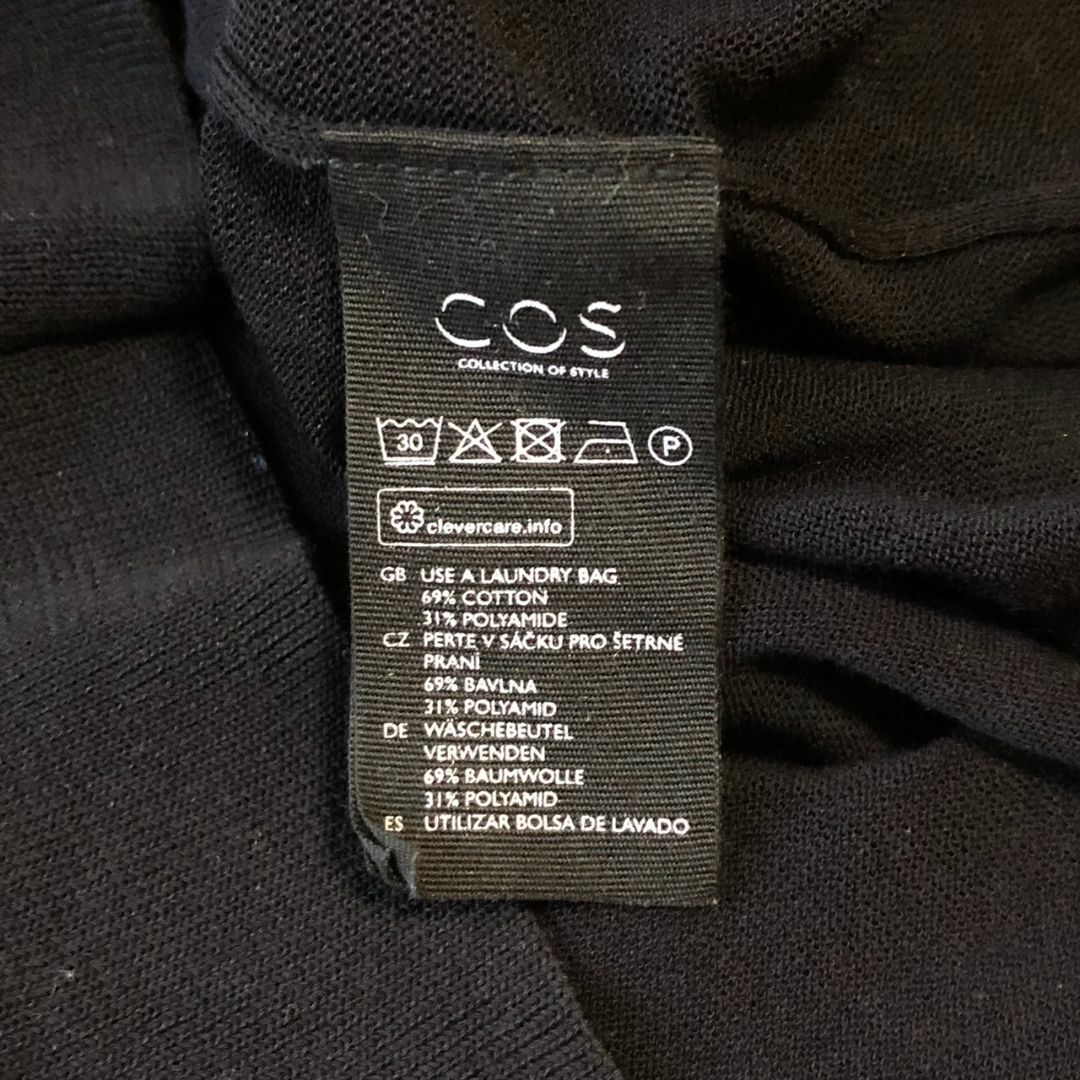 COS
COLLECTION OF STYLE
30 P
clevercare.info
GB USE A LAUNDRY BAG
69% COTTON
31% POLYAMIDE
CZ PERTE V SÁČKU PRO ŠETRNÉ
PRANÍ
69% BAVLNA
31% POLYAMID
DE WÄSCHEBEUTEL
VERWENDEN
69% BAUMWOLLE
31% POLYAMID
ES UTILIZAR BOLSA DE LAVADO